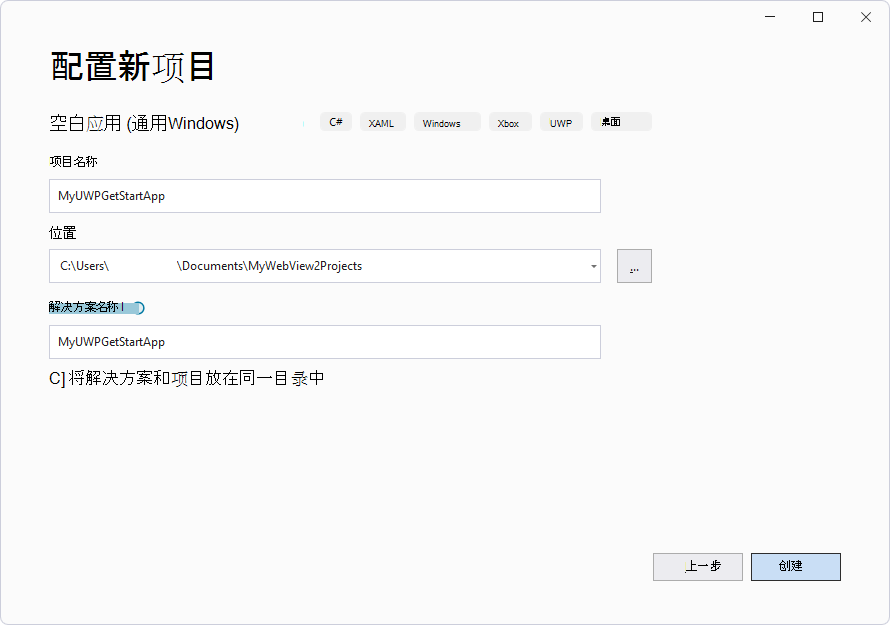 配置新项目
空白应用 (通用Windows) C# XAML Windows Xbox UWP 桌面
项目名称
MyUWPGetStartApp
位置
C:\Users\ \Documents\MyWebView2Projects ...
解决方案名称
MyUWPGetStartApp
C] 将解决方案和项目放在同一目录中
上一步 创建